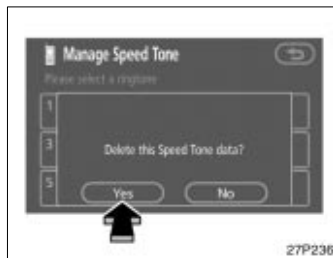 Manage Speed Tone
Please select a ringtone
1
3
5
Delete this Speed Tone data?
Yes No
27P236